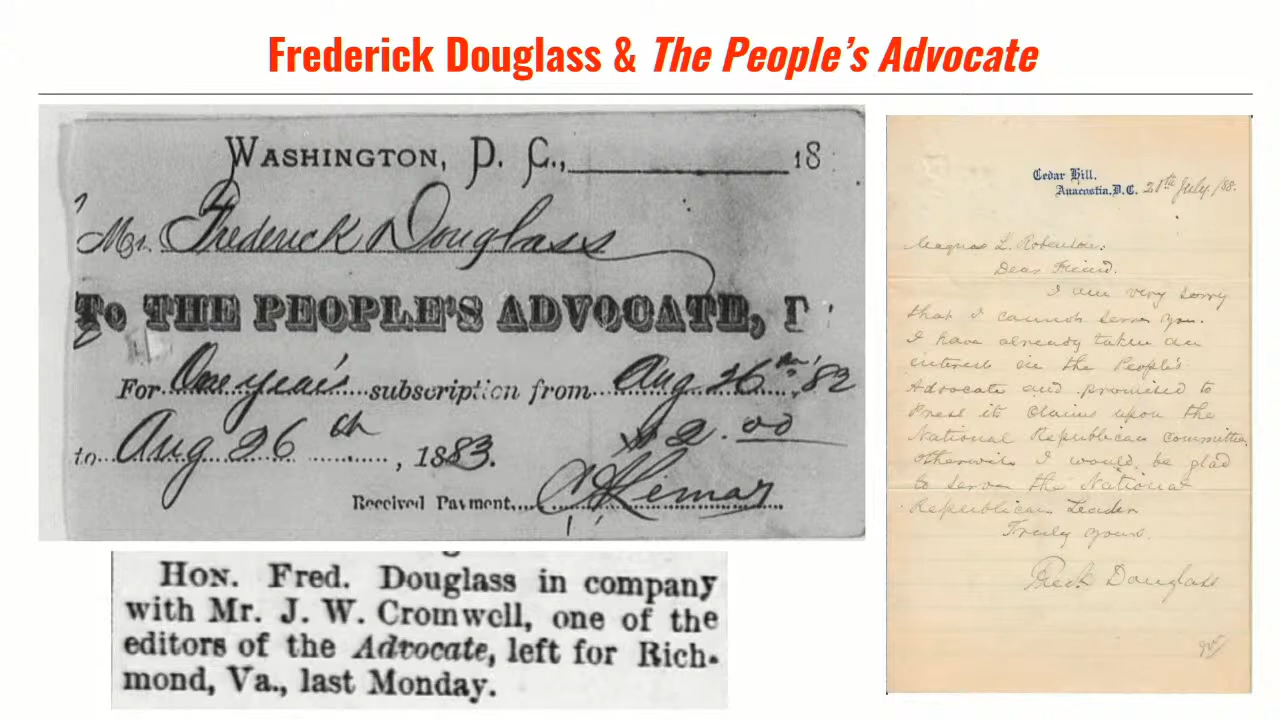 Frederick Douglass & The People's Advocate
WASHINGTON, D. C., 18
Mr. Frederick Douglass
To THE PEOPLE'S ADVOCATE,
For One year's subscription from Aug 26th '82
to Aug 26th, 1883. $2.00
Received Payment,
HON. Fred. Douglass in company
with Mr. J. W. Cromwell, one of the
editors of the Advocate, left for Rich-
mond, Va., last Monday.
Cedar Hill,
Anacostia, D.C. July /88.
Magnus L. Robinson:
Dear Friend.
I am very sorry
that I cannot serve you.
I have already taken an
interest in the People's
Advocate and promised to
Press its claims upon the
National Republican committee
otherwise I would be glad
to serve the National
Republican Leader
Truly yours.
Fredk Douglass